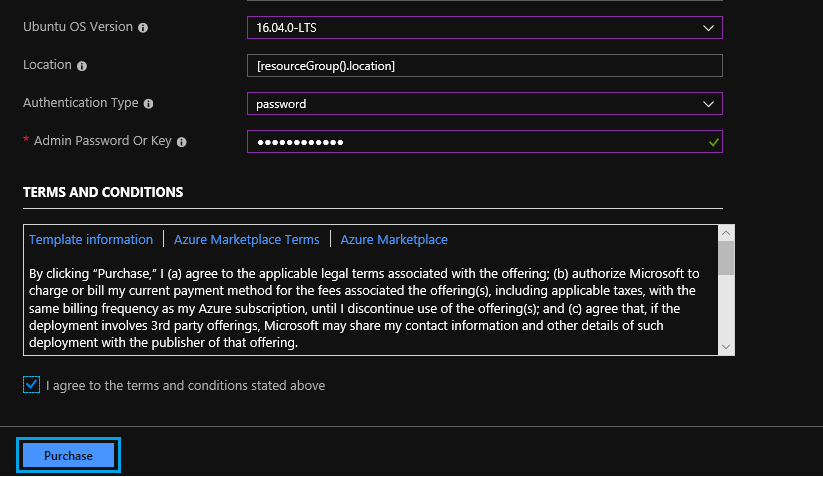 Ubuntu OS Version
16.04.0-LTS
Location
[resourceGroup().location]
Authentication Type
password
* Admin Password Or Key
●●●●●●●●●●●●
TERMS AND CONDITIONS
Template information | Azure Marketplace Terms | Azure Marketplace
By clicking “Purchase,” I (a) agree to the applicable legal terms associated with the offering; (b) authorize Microsoft to
charge or bill my current payment method for the fees associated the offering(s), including applicable taxes, with the
same billing frequency as my Azure subscription, until I discontinue use of the offering(s); and (c) agree that, if the
deployment involves 3rd party offerings, Microsoft may share my contact information and other details of such
deployment with the publisher of that offering.
I agree to the terms and conditions stated above
Purchase